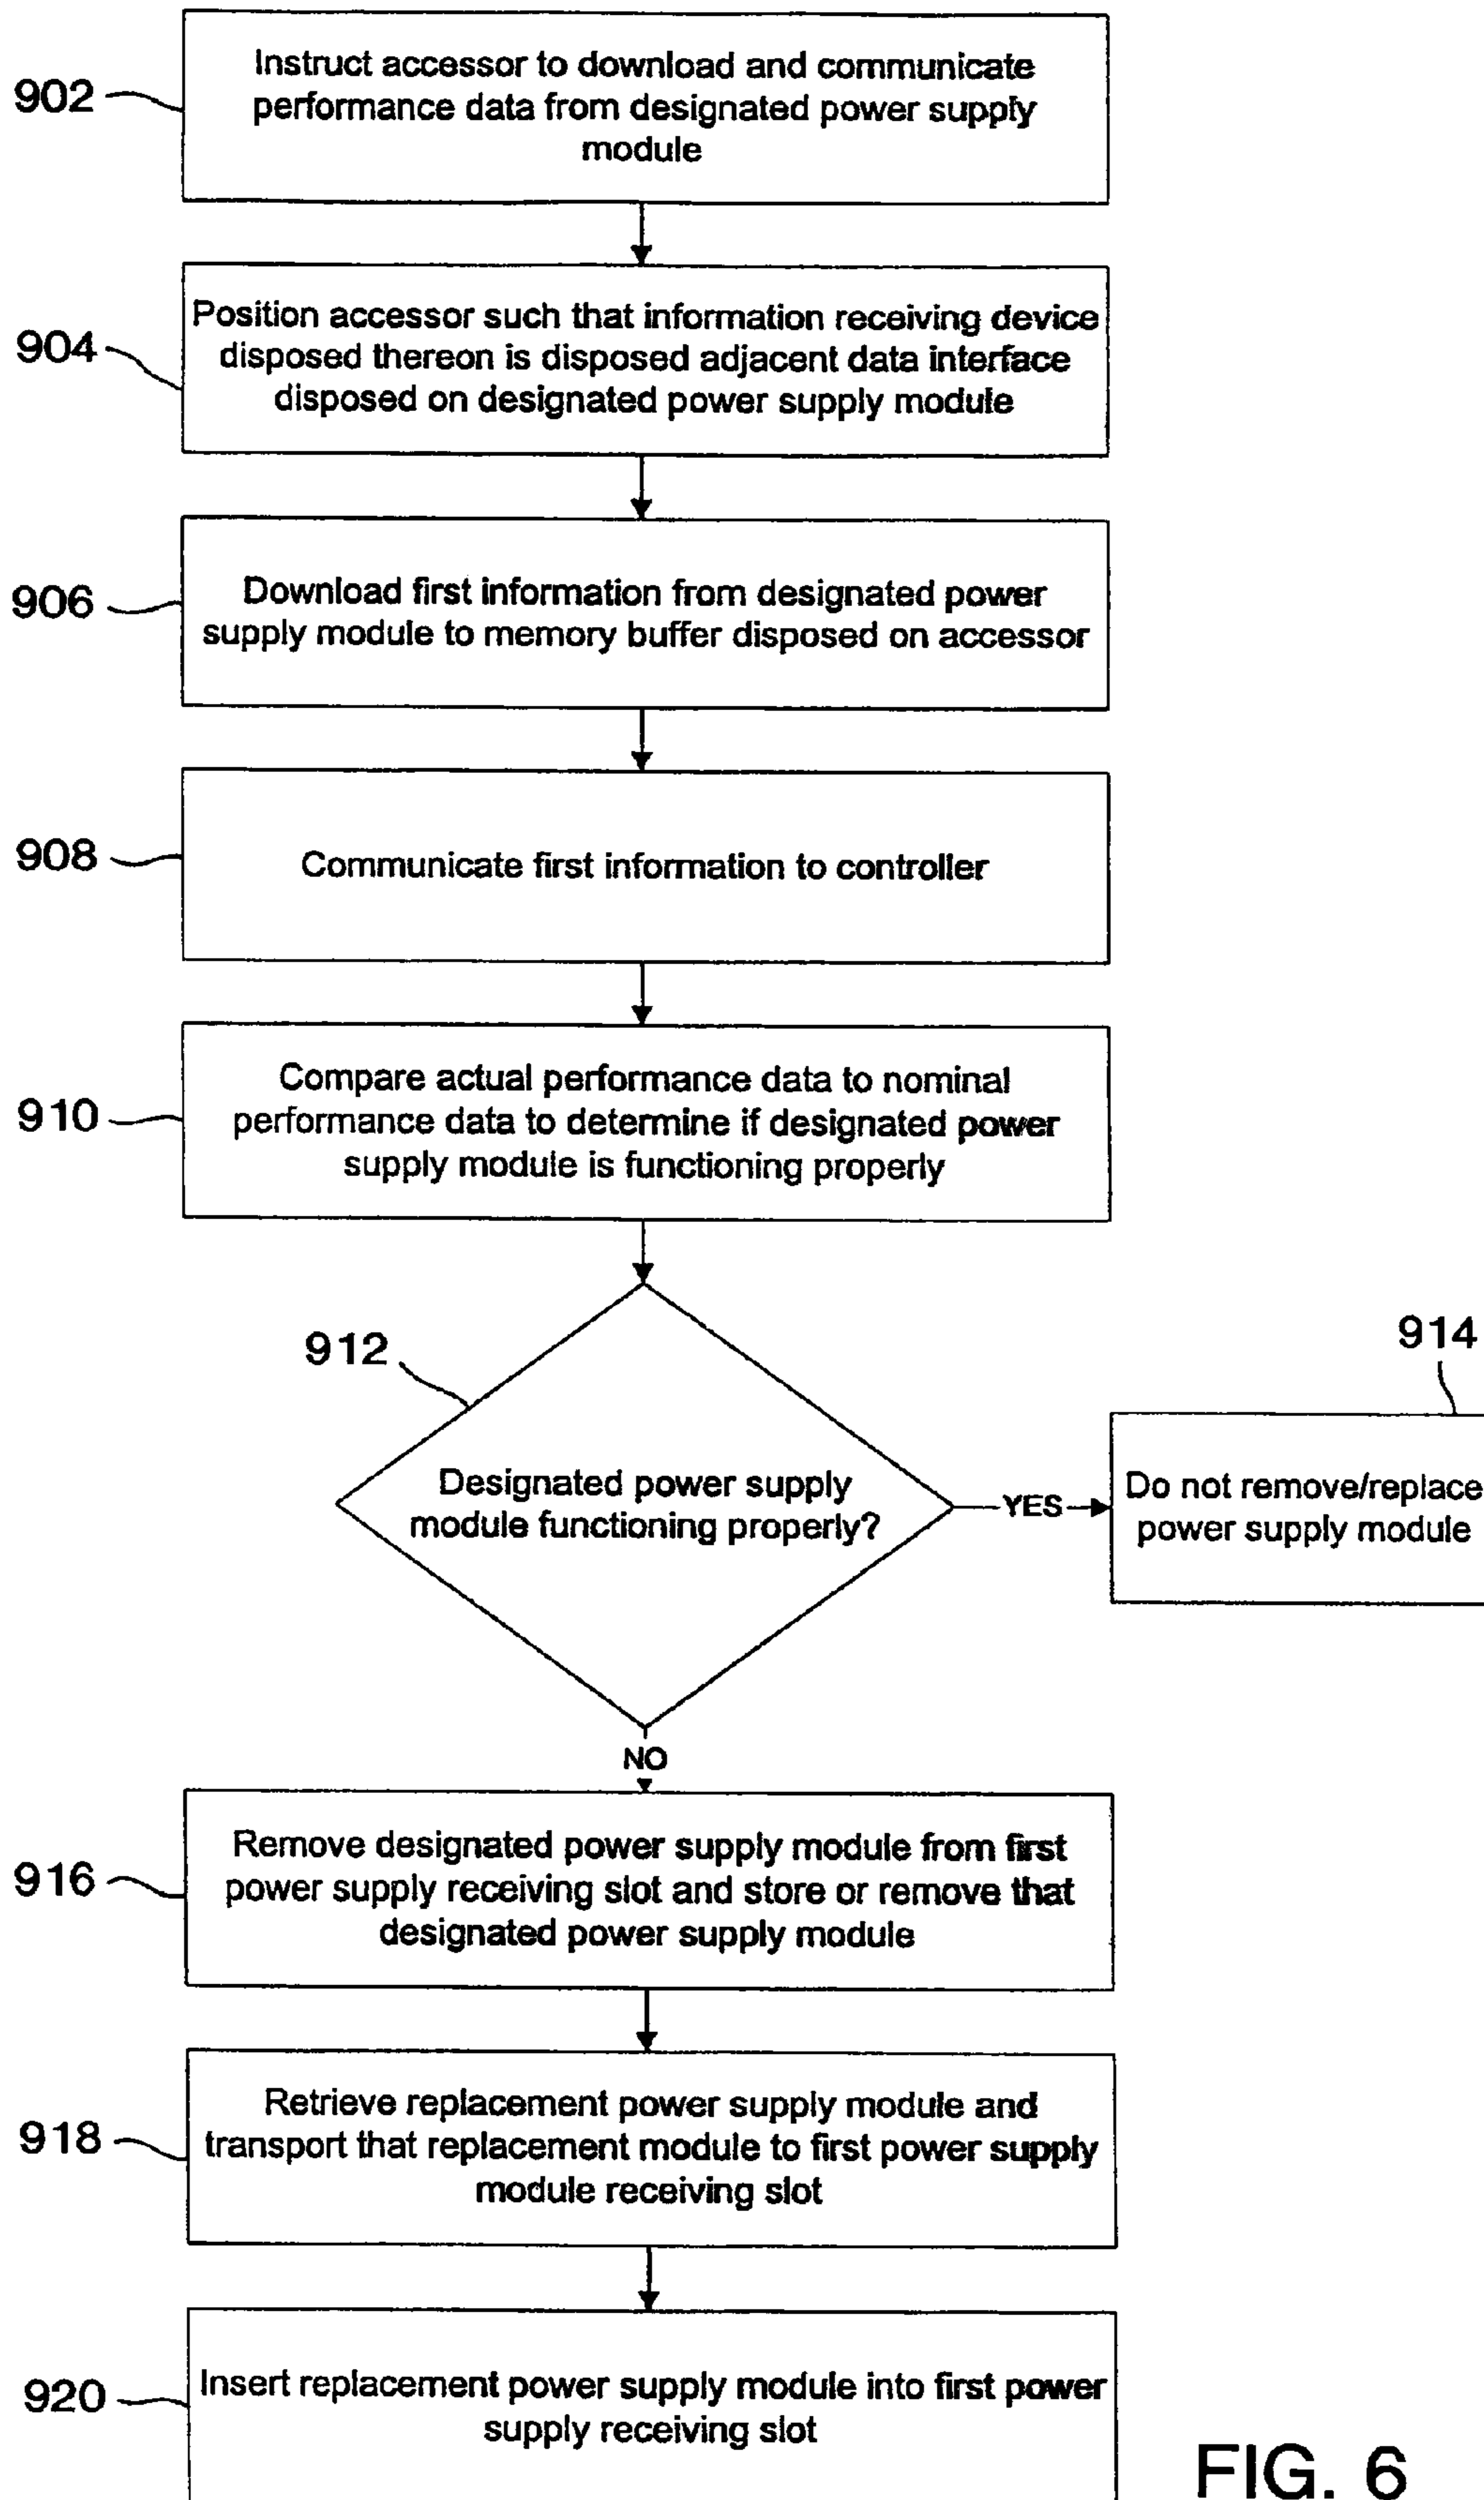 902
Instruct accessor to download and communicate
performance data from designated power supply
module
904
Position accessor such that information receiving device
disposed thereon is disposed adjacent data interface
disposed on designated power supply module
906
Download first information from designated power
supply module to memory buffer disposed on accessor
908
Communicate first information to controller
910
Compare actual performance data to nominal
performance data to determine if designated power
supply module is functioning properly
912
Designated power supply
module functioning properly?
YES
914
Do not remove/replace
power supply module
NO
916
Remove designated power supply module from first
power supply receiving slot and store or remove that
designated power supply module
918
Retrieve replacement power supply module and
transport that replacement module to first power supply
module receiving slot
920
Insert replacement power supply module into first power
supply receiving slot
FIG. 6